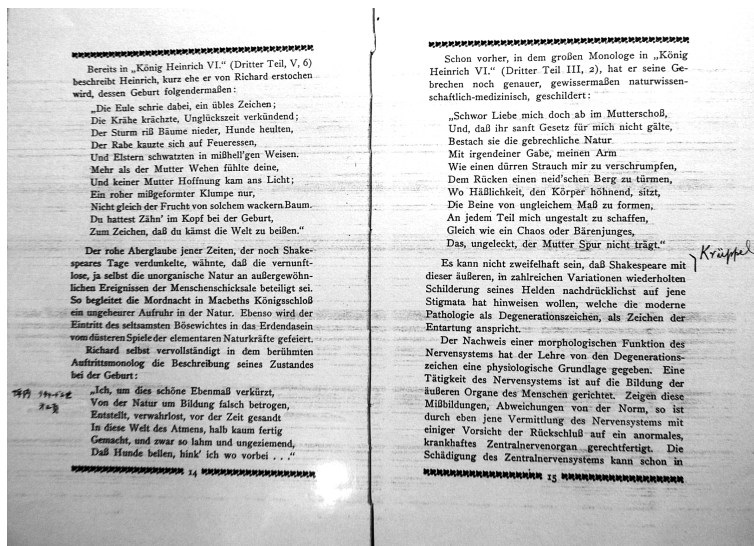 Bereits in „König Heinrich VI.“ (Dritter Teil, V, 6)
beschreibt Heinrich, kurz ehe er von Richard erstochen
wird, dessen Geburt folgendermaßen:
„Die Eule schrie dabei, ein übles Zeichen;
Die Krähe krächzte, Unglückszeit verkündend;
Der Sturm riß Bäume nieder, Hunde heulten,
Der Rabe kauzte sich auf Feueressen,
Und Elstern schwatzten in mißhell'gen Weisen.
Mehr als der Mutter Wehen fühlte deine,
Und keiner Mutter Hoffnung kam ans Licht;
Ein roher mißgeformter Klumpe nur,
Nicht gleich der Frucht von solchem wackern Baum.
Du hattest Zähn' im Kopf bei der Geburt,
Zum Zeichen, daß du kämst die Welt zu beißen.“
Der rohe Aberglaube jener Zeiten, der noch Shake-
speares Tage verdunkelte, wähnte, daß die vernunft-
lose, ja selbst die unorganische Natur an außergewöhn-
lichen Ereignissen der Menschenschicksale beteiligt sei.
So begleitet die Mordnacht in Macbeths Königsschloß
ein ungeheurer Aufruhr in der Natur. Ebenso wird der
Eintritt des seltsamsten Bösewichtes in das Erdendasein
vom düsteren Spiele der elementaren Naturkräfte gefeiert.
Richard selbst vervollständigt in dem berühmten
Auftrittsmonolog die Beschreibung seines Zustandes
bei der Geburt:
„Ich, um dies schöne Ebenmaß verkürzt,
Von der Natur um Bildung falsch betrogen,
Entstellt, verwahrlost, vor der Zeit gesandt
In diese Welt des Atmens, halb kaum fertig
Gemacht, und zwar so lahm und ungeziemend,
Daß Hunde bellen, hink' ich wo vorbei . . .“
14
Schon vorher, in dem großen Monologe in „König
Heinrich VI.“ (Dritter Teil III, 2), hat er seine Ge-
brechen noch genauer, gewissermaßen naturwissen-
schaftlich-medizinisch, geschildert:
„Schwor Liebe mich doch ab im Mutterschoß,
Und, daß ihr sanft Gesetz für mich nicht gälte,
Bestach sie die gebrechliche Natur
Mit irgendeiner Gabe, meinen Arm
Wie einen dürren Strauch mir zu verschrumpfen,
Dem Rücken einen neid'schen Berg zu türmen,
Wo Häßlichkeit, den Körper höhnend, sitzt,
Die Beine von ungleichem Maß zu formen,
An jedem Teil mich ungestalt zu schaffen,
Gleich wie ein Chaos oder Bärenjunges,
Das, ungeleckt, der Mutter Spur nicht trägt.“
Krüppel
Es kann nicht zweifelhaft sein, daß Shakespeare mit
dieser äußeren, in zahlreichen Variationen wiederholten
Schilderung seines Helden nachdrücklichst auf jene
Stigmata hat hinweisen wollen, welche die moderne
Pathologie als Degenerationszeichen, als Zeichen der
Entartung anspricht.
Der Nachweis einer morphologischen Funktion des
Nervensystems hat der Lehre von den Degenerations-
zeichen eine physiologische Grundlage gegeben. Eine
Tätigkeit des Nervensystems ist auf die Bildung der
äußeren Organe des Menschen gerichtet. Zeigen diese
Mißbildungen, Abweichungen von der Norm, so ist
durch eben jene Vermittlung des Nervensystems mit
einiger Vorsicht der Rückschluß auf ein anormales,
krankhaftes Zentralnervenorgan gerechtfertigt. Die
Schädigung des Zentralnervensystems kann schon in
15